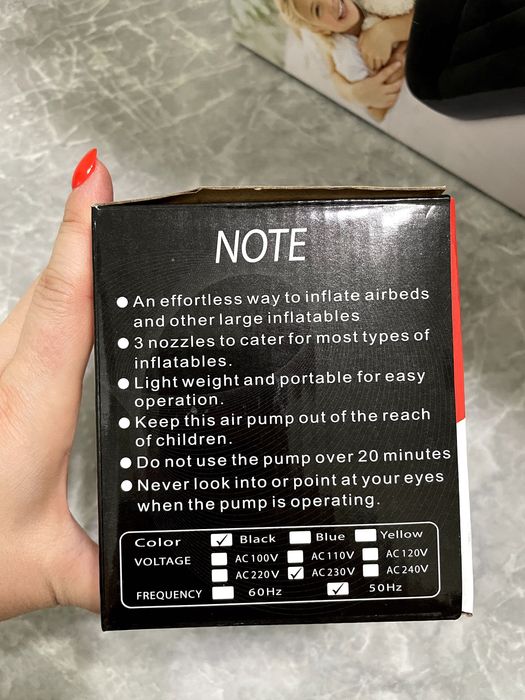 NOTE
● An effortless way to inflate airbeds
and other large inflatables
● 3 nozzles to cater for most types of
inflatables.
● Light weight and portable for easy
operation.
● Keep this air pump out of the reach
of children.
● Do not use the pump over 20 minutes
● Never look into or point at your eyes
when the pump is operating.
Color ☑ Black ☐ Blue ☐ Yellow
VOLTAGE ☐ AC100V ☐ AC110V ☐ AC120V
☐ AC220V ☑ AC230V ☐ AC240V
FREQUENCY ☐ 60Hz ☑ 50Hz